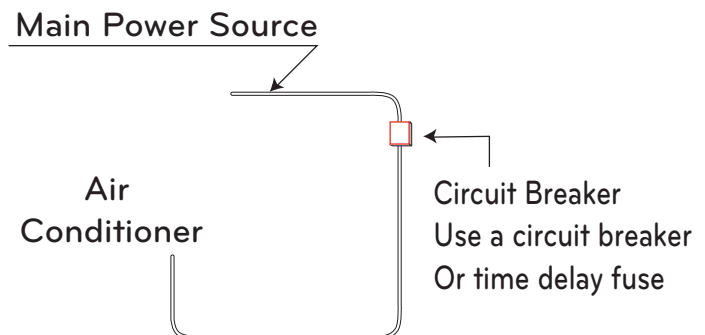 Main Power Source
Air
Conditioner
Circuit Breaker
Use a circuit breaker
Or time delay fuse